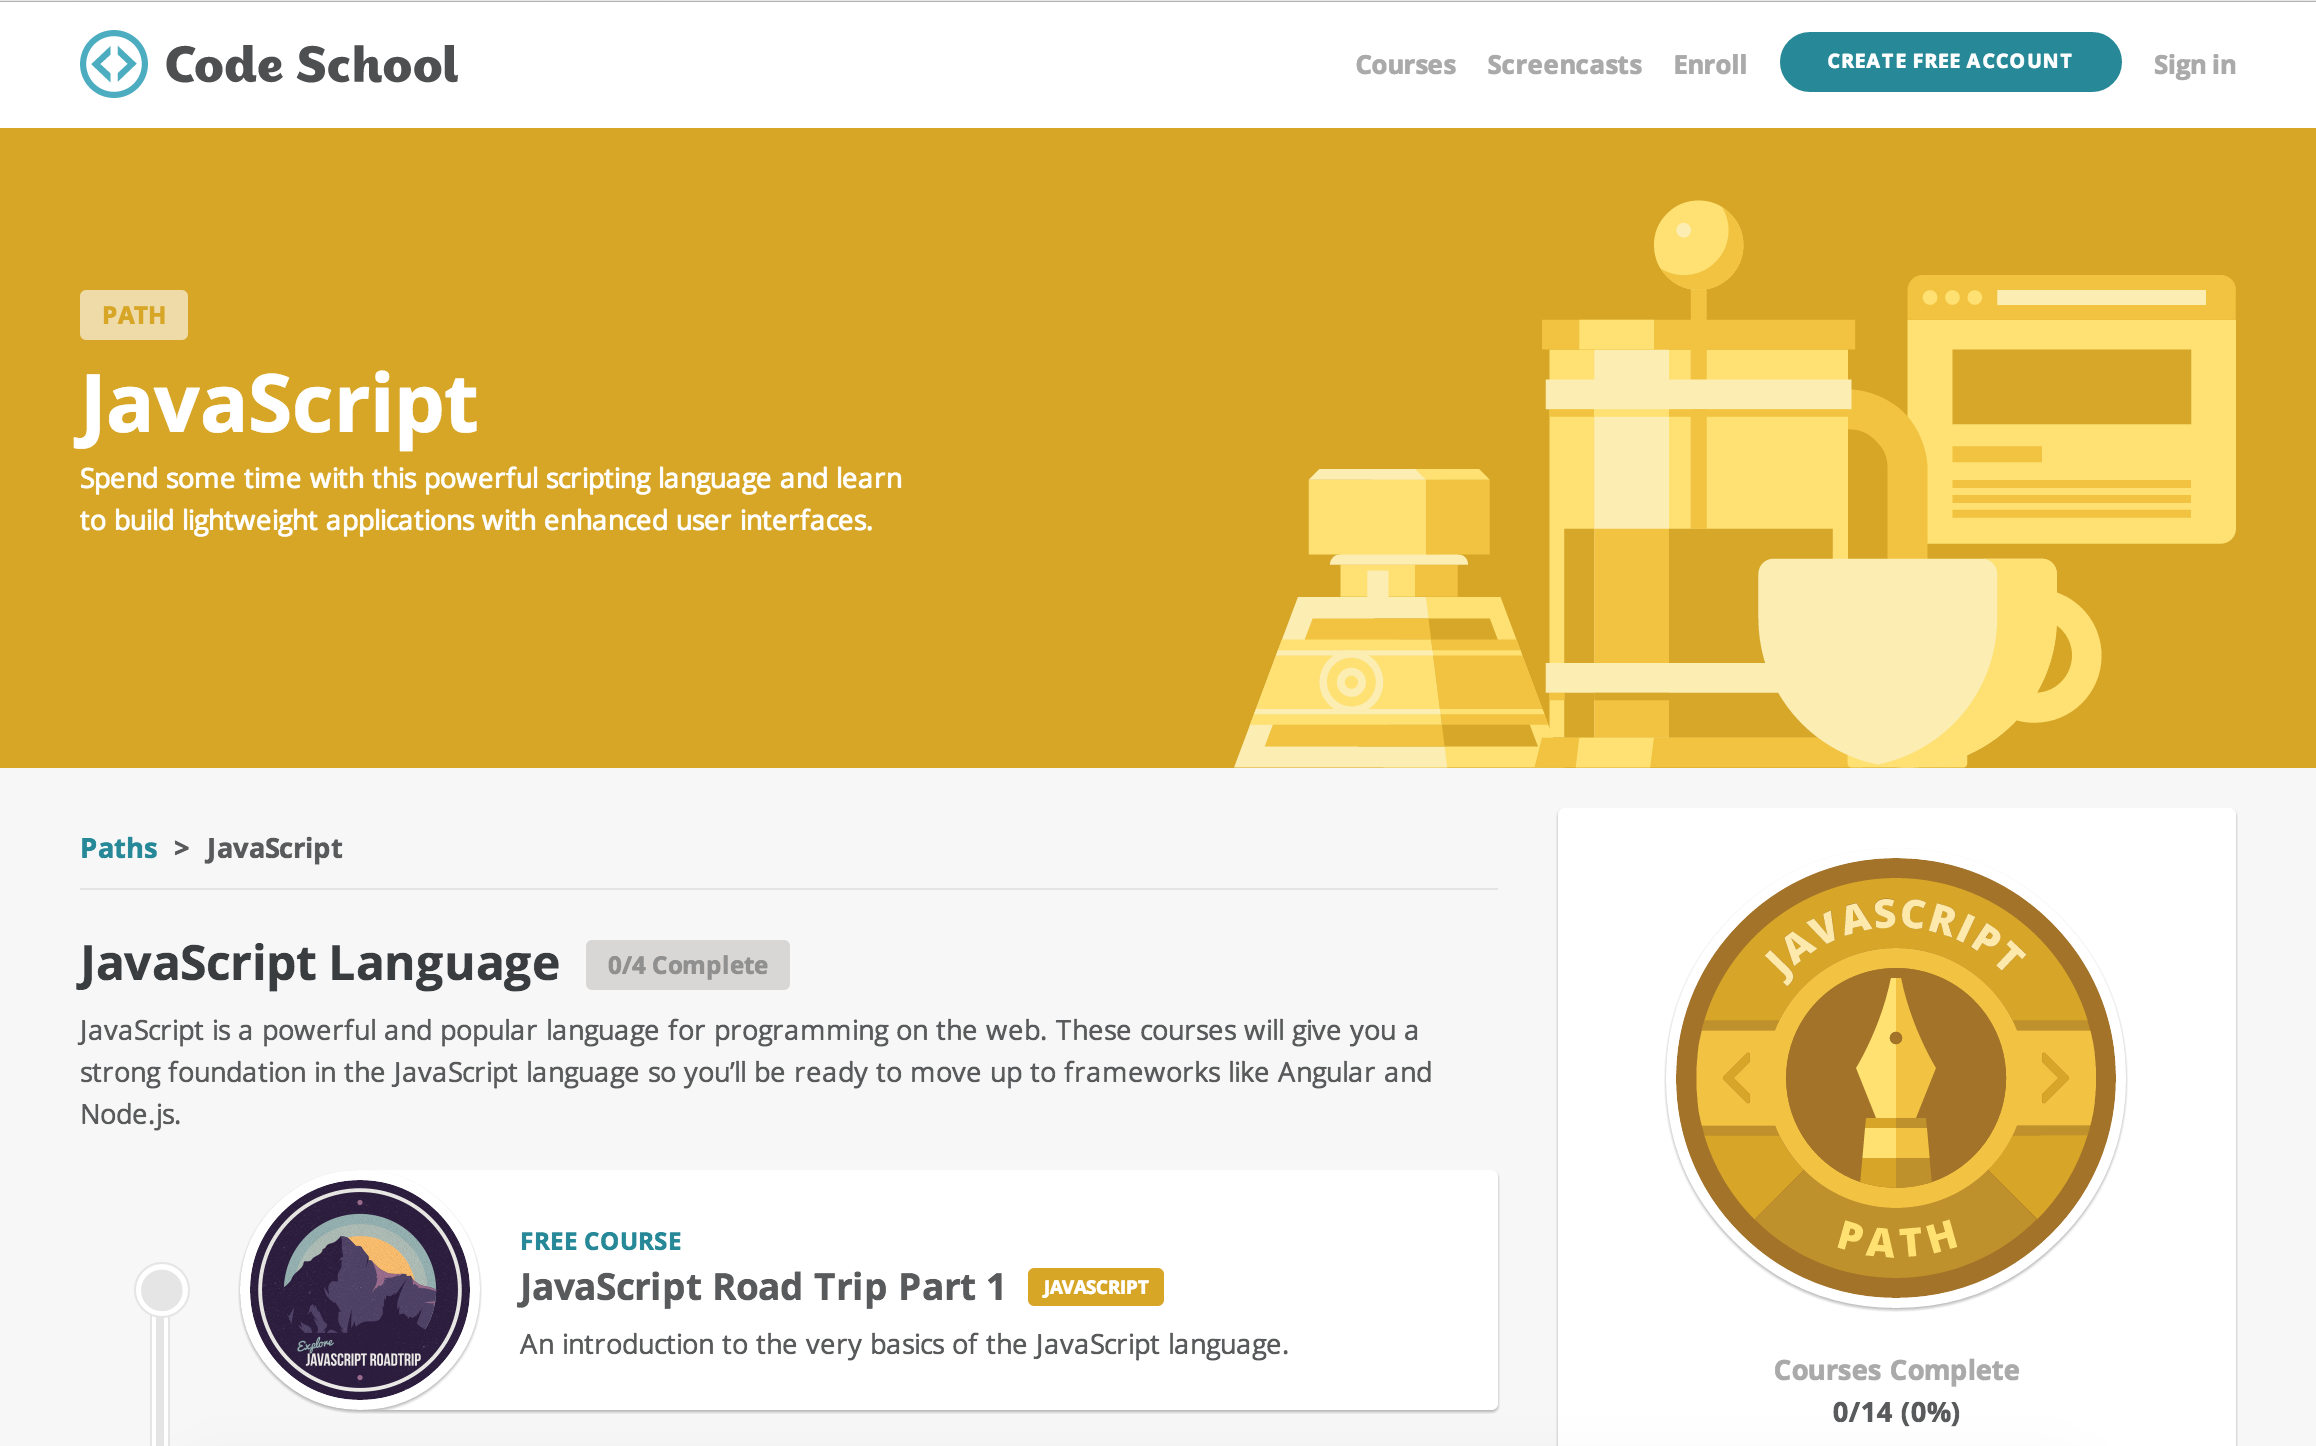 Code School
Courses Screencasts Enroll CREATE FREE ACCOUNT Sign in
PATH
JavaScript
Spend some time with this powerful scripting language and learn
to build lightweight applications with enhanced user interfaces.
Paths > JavaScript
JavaScript Language 0/4 Complete
JavaScript is a powerful and popular language for programming on the web. These courses will give you a
strong foundation in the JavaScript language so you’ll be ready to move up to frameworks like Angular and
Node.js.
Explore
JAVASCRIPT ROADTRIP
FREE COURSE
JavaScript Road Trip Part 1 JAVASCRIPT
An introduction to the very basics of the JavaScript language.
JAVASCRIPT
PATH
Courses Complete
0/14 (0%)